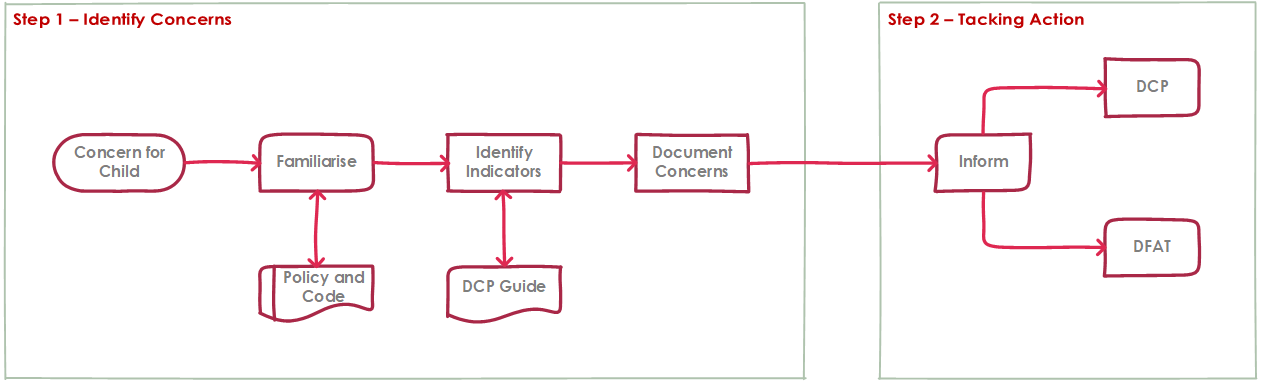 Step 1 – Identify Concerns
Step 2 – Tacking Action
Concern for
Child
Familiarise
Identify
Indicators
Document
Concerns
Inform
DCP
DFAT
Policy and
Code
DCP Guide